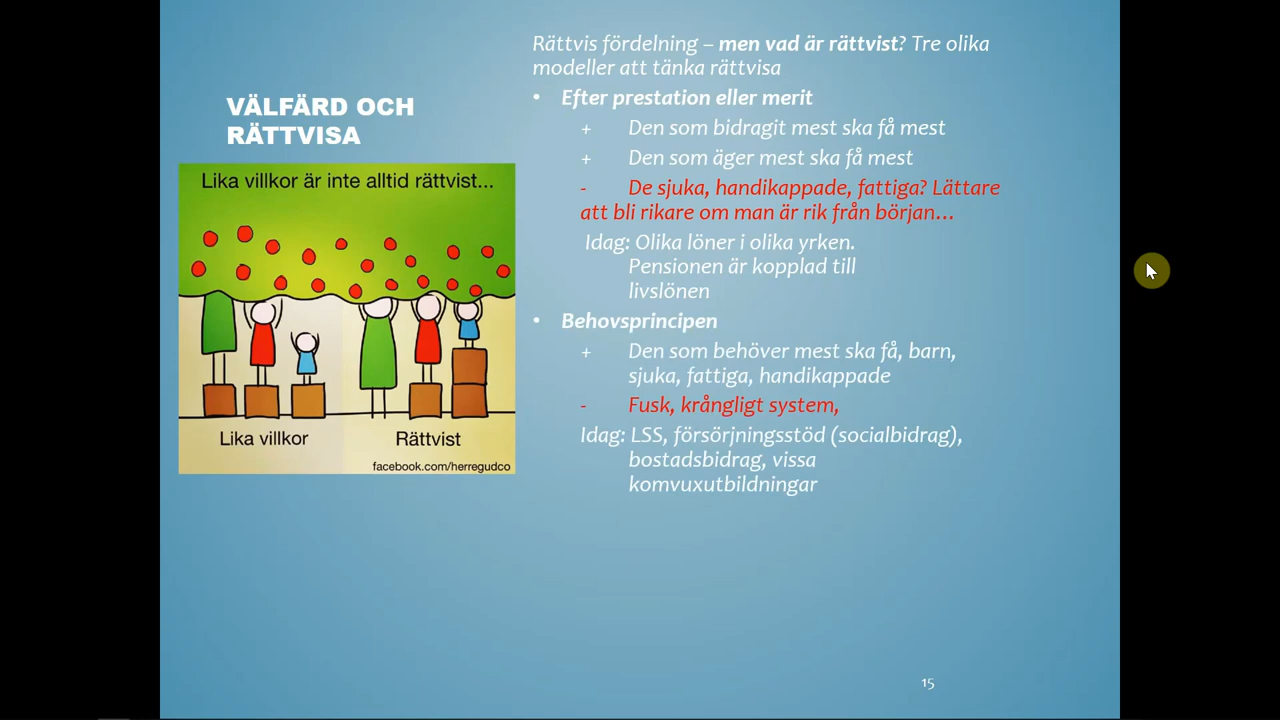 VÄLFÄRD OCH
RÄTTVISA
Lika villkor är inte alltid rättvist...
Lika villkor
Rättvist
facebook.com/herregudco
Rättvis fördelning – men vad är rättvist? Tre olika
modeller att tänka rättvisa
• Efter prestation eller merit
+ Den som bidragit mest ska få mest
+ Den som äger mest ska få mest
- De sjuka, handikappade, fattiga? Lättare
att bli rikare om man är rik från början…
Idag: Olika löner i olika yrken.
Pensionen är kopplad till
livslönen
• Behovsprincipen
+ Den som behöver mest ska få, barn,
sjuka, fattiga, handikappade
- Fusk, krångligt system,
Idag: LSS, försörjningsstöd (socialbidrag),
bostadsbidrag, vissa
komvuxutbildningar
15